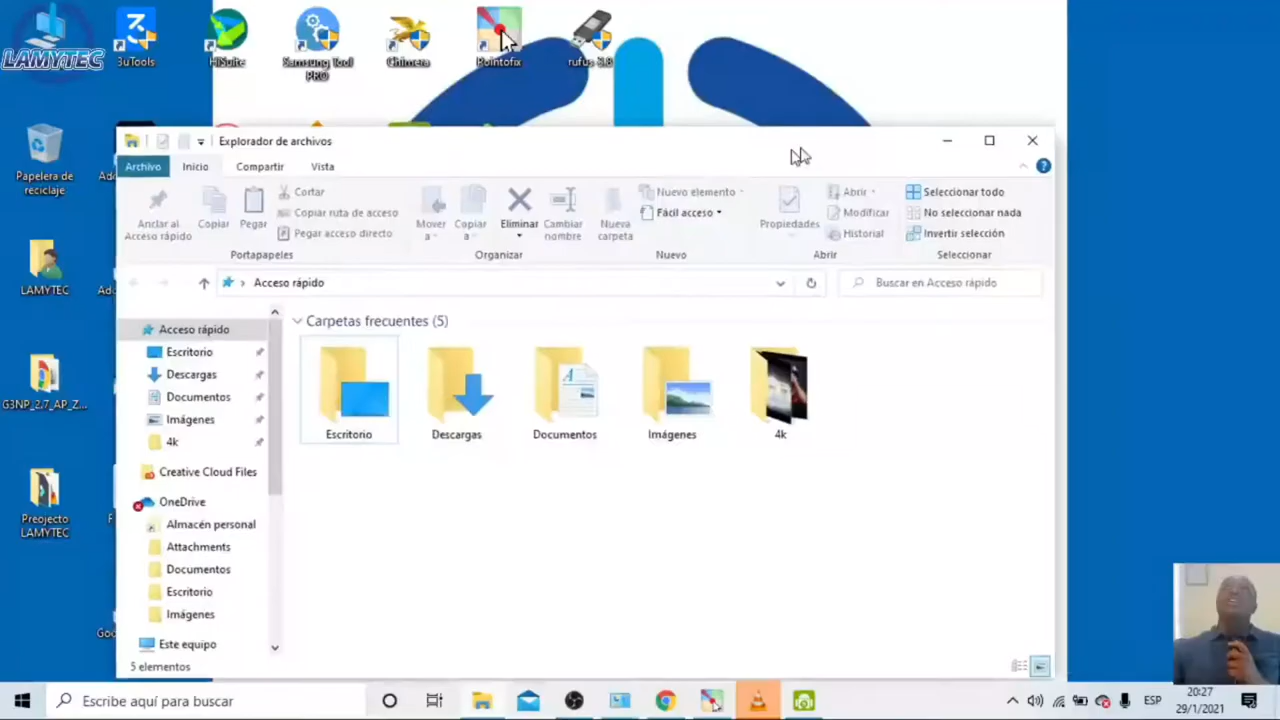 LAMYTEC
3uTools
HiSuite
Samsung Tool
PRO
Chimera
Pointofix
rufus 3.8
Papelera de
reciclaje
LAMYTEC
G3NP_2.7_AP_Z...
Preojecto
LAMYTEC
Explorador de archivos
Archivo
Inicio
Compartir
Vista
Anclar al
Acceso rápido
Copiar
Pegar
Cortar
Copiar ruta de acceso
Pegar acceso directo
Portapapeles
Mover
a
Copiar
a
Eliminar
Cambiar
nombre
Organizar
Nueva
carpeta
Nuevo elemento
Fácil acceso
Nuevo
Propiedades
Abrir
Modificar
Historial
Abrir
Seleccionar todo
No seleccionar nada
Invertir selección
Seleccionar
Acceso rápido
Buscar en Acceso rápido
Acceso rápido
Escritorio
Descargas
Documentos
Imágenes
4k
Creative Cloud Files
OneDrive
Almacén personal
Attachments
Documentos
Escritorio
Imágenes
Este equipo
Carpetas frecuentes (5)
Escritorio
Descargas
Documentos
Imágenes
4k
5 elementos
Escribe aquí para buscar
ESP
20:27
29/1/2021